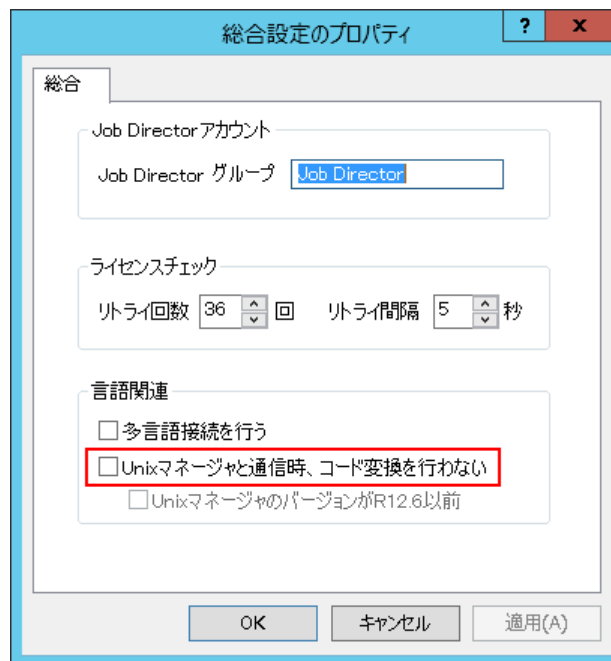 総合設定のプロパティ
?
x
総合
Job Directorアカウント
Job Director グループ Job Director
ライセンスチェック
リトライ回数 36 回 リトライ間隔 5 秒
言語関連
多言語接続を行う
Unixマネージャと通信時、コード変換を行わない
UnixマネージャのバージョンがR12.6以前
OK キャンセル 適用(A)